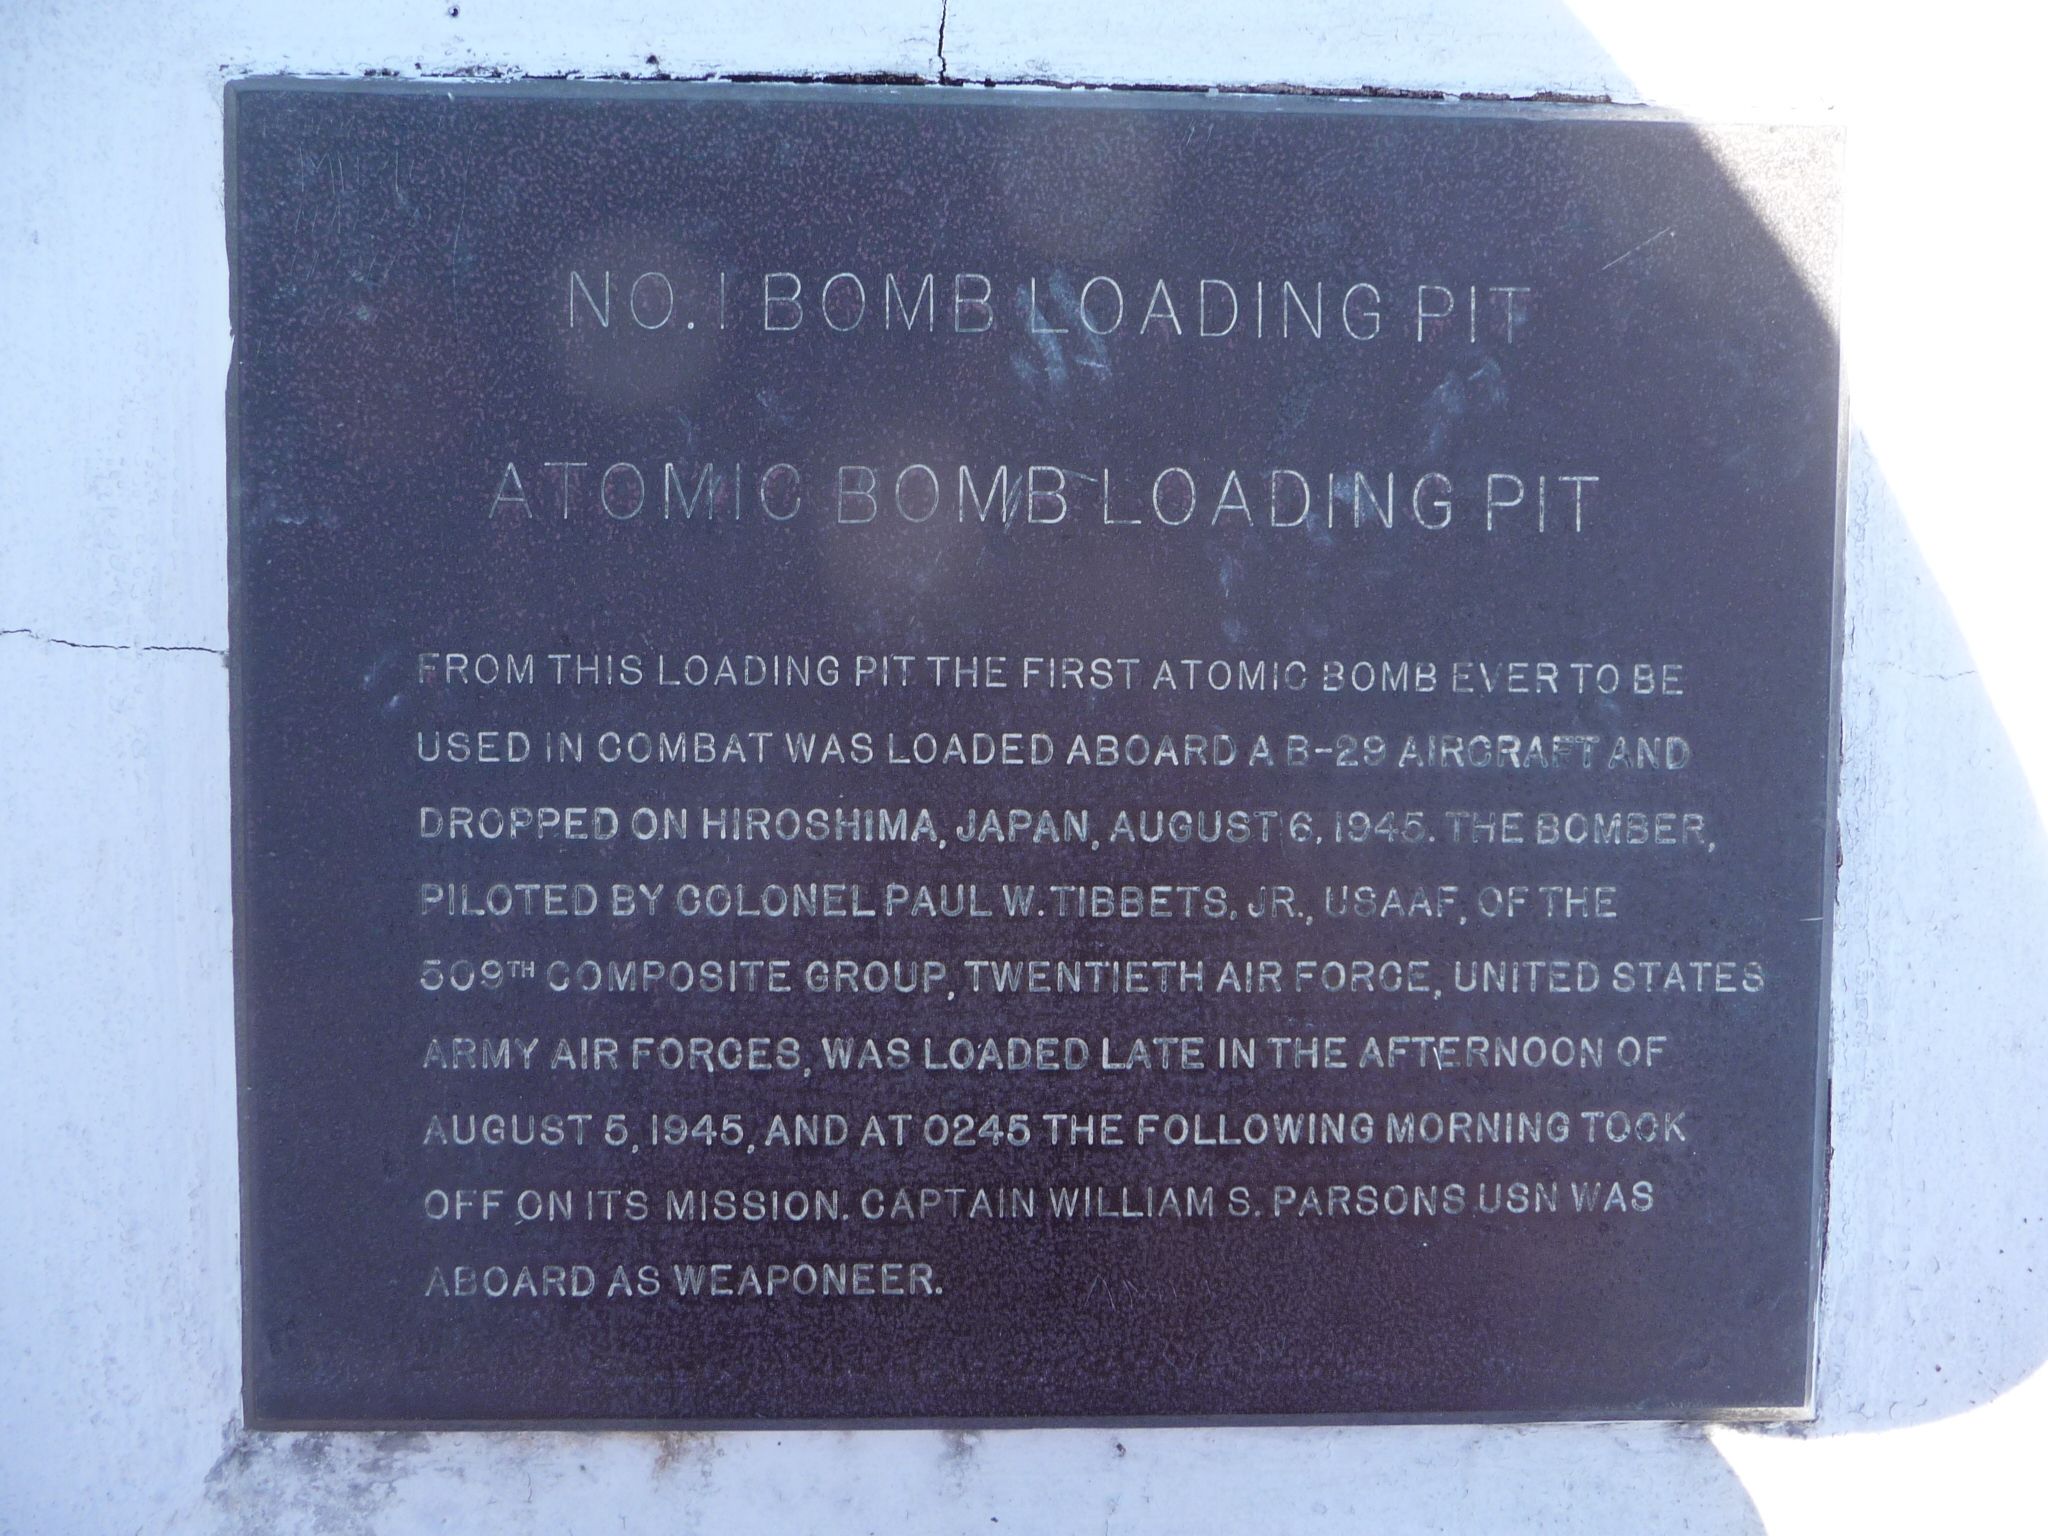 NO. 1 BOMB LOADING PIT
ATOMIC BOMB LOADING PIT
FROM THIS LOADING PIT THE FIRST ATOMIC BOMB EVER TO BE
USED IN COMBAT WAS LOADED ABOARD A B-29 AIRCRAFT AND
DROPPED ON HIROSHIMA, JAPAN, AUGUST 6, 1945. THE BOMBER,
PILOTED BY COLONEL PAUL W. TIBBETS, JR., USAAF, OF THE
509TH COMPOSITE GROUP, TWENTIETH AIR FORCE, UNITED STATES
ARMY AIR FORCES, WAS LOADED LATE IN THE AFTERNOON OF
AUGUST 5, 1945, AND AT 0245 THE FOLLOWING MORNING TOOK
OFF ON ITS MISSION. CAPTAIN WILLIAM S. PARSONS USN WAS
ABOARD AS WEAPONEER.